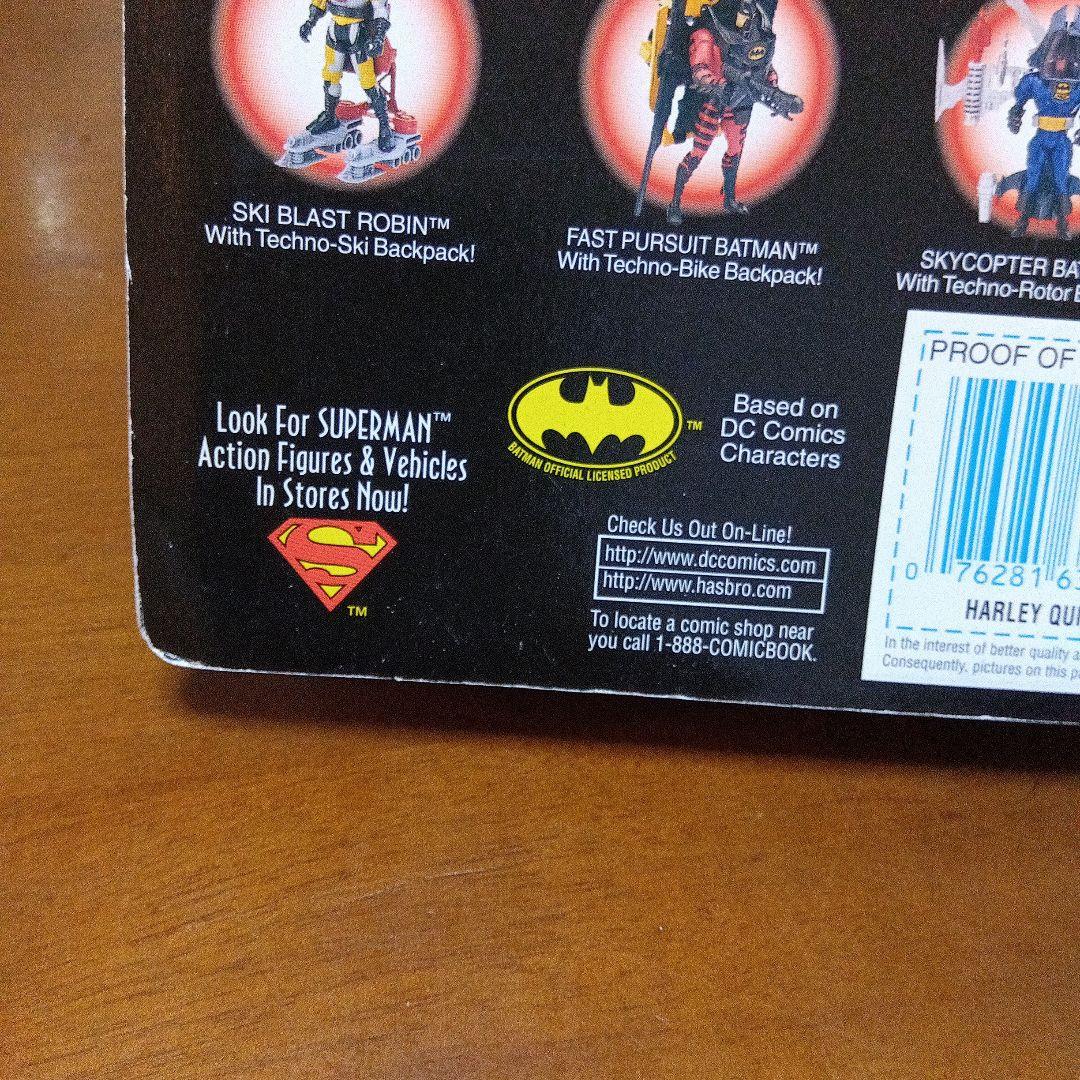 SKI BLAST ROBIN™
With Techno-Ski Backpack!
FAST PURSUIT BATMAN™
With Techno-Bike Backpack!
SKYCOPTER BA
With Techno-Rotor
Look For SUPERMAN™
Action Figures & Vehicles
In Stores Now!
S
TM
BATMAN OFFICIAL LICENSED PRODUCT
TM
Based on
DC Comics
Characters
Check Us Out On-Line!
http://www.dccomics.com
http://www.hasbro.com
To locate a comic shop near
you call 1-888-COMICBOOK.
PROOF OF
0 76281 6
HARLEY QUI
In the interest of better quality a
Consequently, pictures on this pa